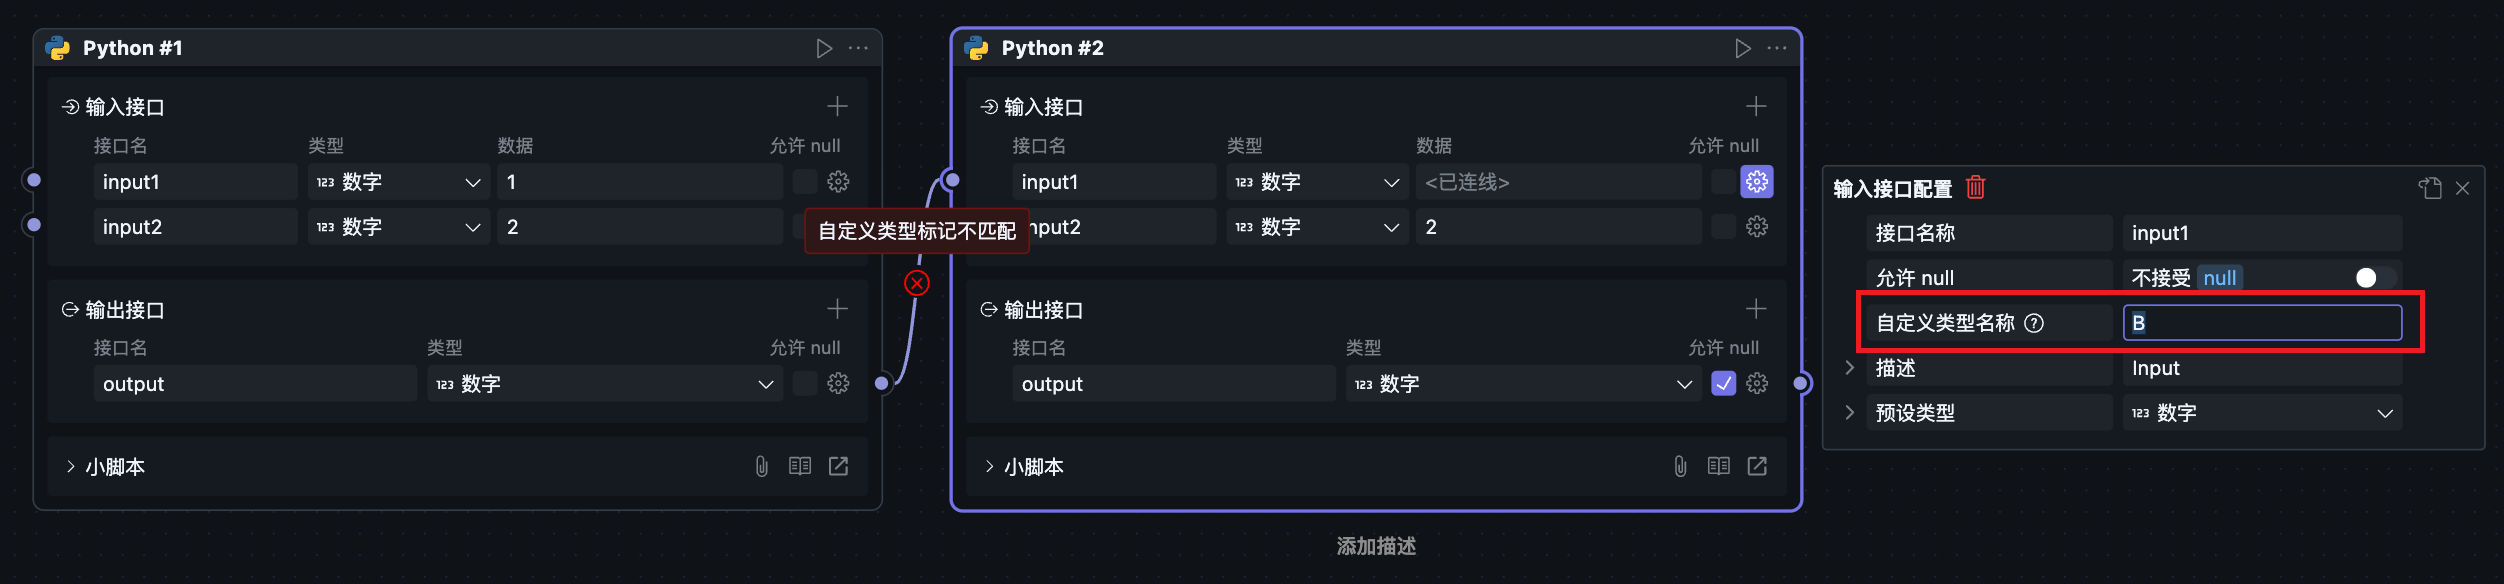 Python #1
输入接口
接口名 类型 数据 允许 null
input1 123 数字 1
input2 123 数字 2
输出接口
接口名 类型 允许 null
output 123 数字
小脚本
自定义类型标记不匹配
Python #2
输入接口
接口名 类型 数据 允许 null
input1 123 数字 <已连线>
nput2 123 数字 2
输出接口
接口名 类型 允许 null
output 123 数字
小脚本
添加描述
输入接口配置
接口名称 input1
允许 null 不接受 null
自定义类型名称 ? B
描述 Input
预设类型 123 数字